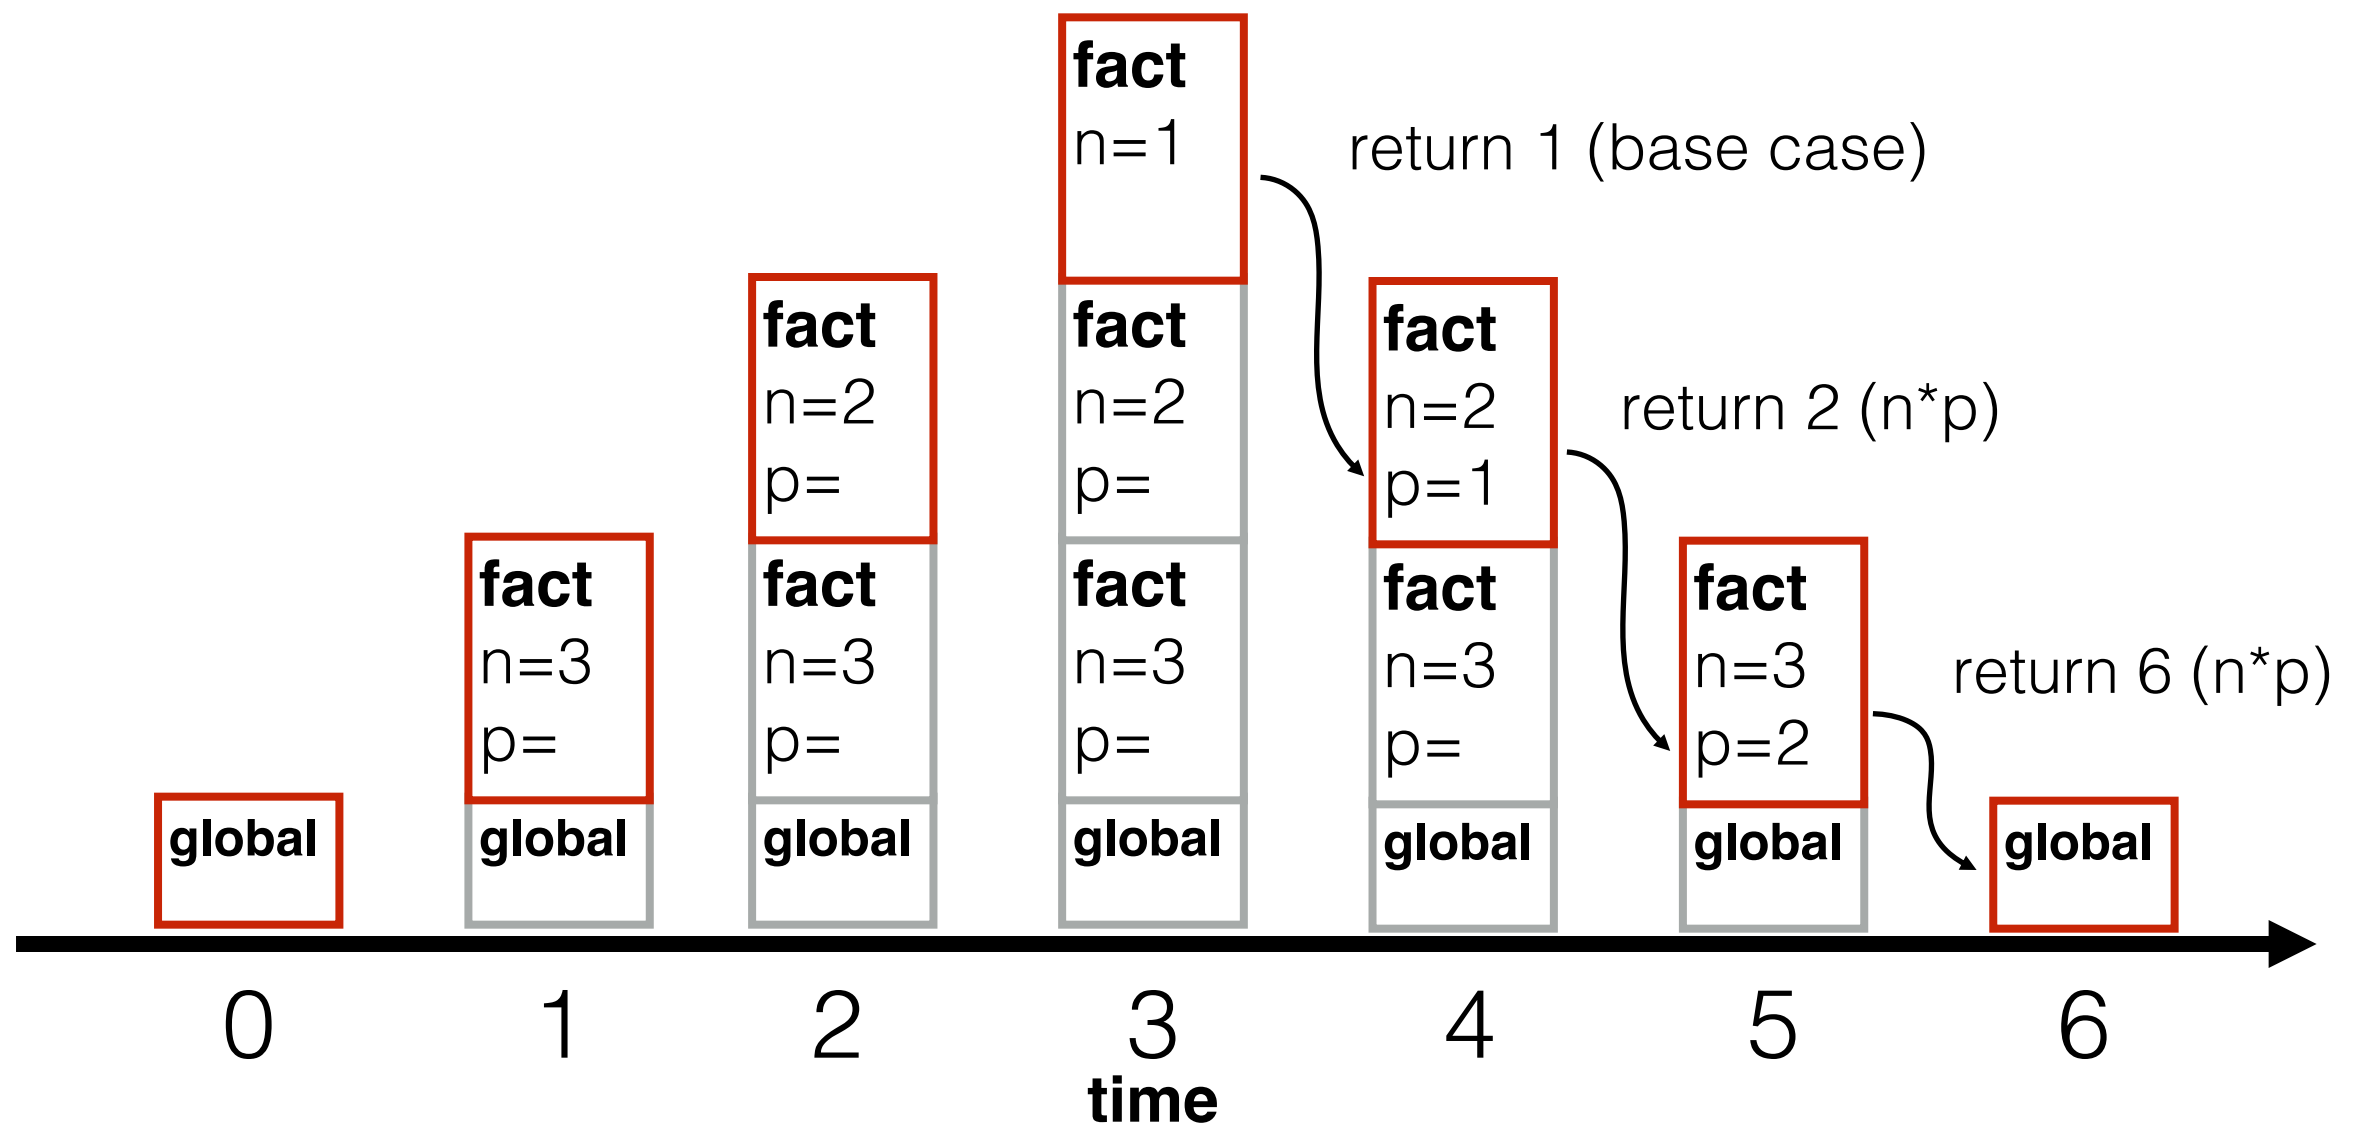 global
fact
n=3
p=
global
fact
n=2
p=
fact
n=3
p=
global
fact
n=1
fact
n=2
p=
fact
n=3
p=
global
return 1 (base case)
fact
n=2
p=1
fact
n=3
p=
global
return 2 (n*p)
fact
n=3
p=2
global
return 6 (n*p)
global
0 1 2 3 4 5 6
time